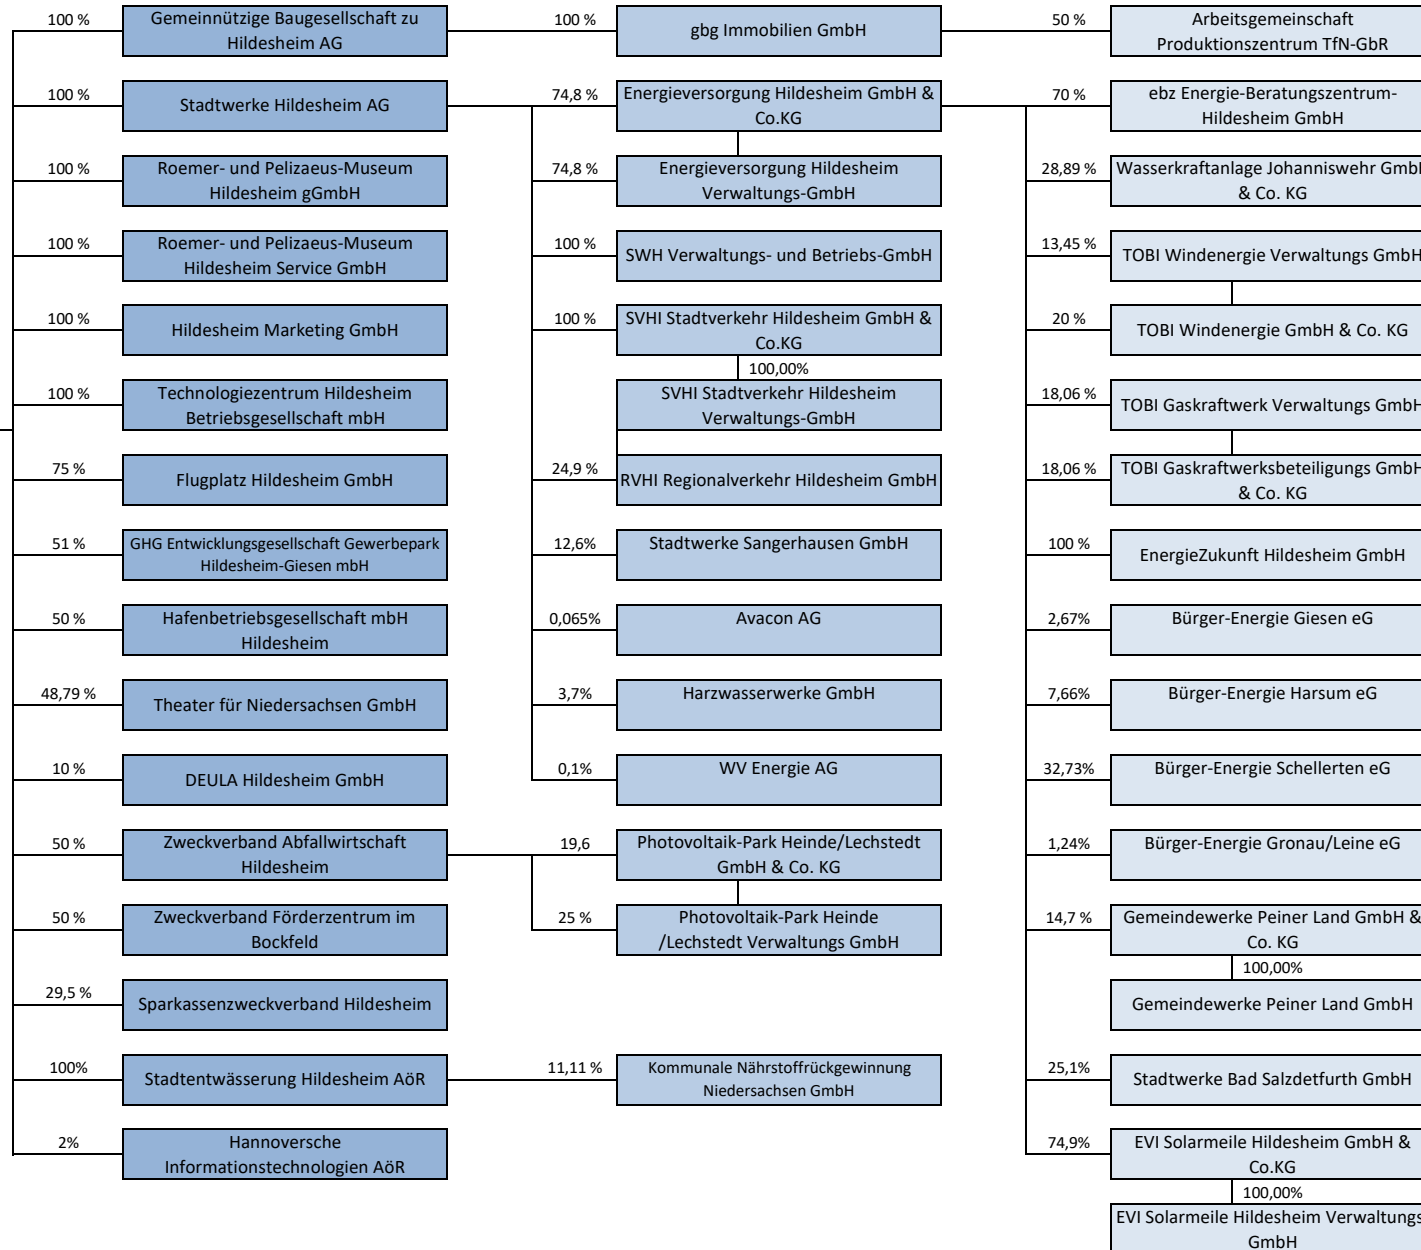 100 %
Gemeinnützige Baugesellschaft zu
Hildesheim AG
100 %
gbg Immobilien GmbH
50 %
Arbeitsgemeinschaft
Produktionszentrum TfN-GbR
100 %
Stadtwerke Hildesheim AG
74,8 %
Energieversorgung Hildesheim GmbH &
Co.KG
70 %
ebz Energie-Beratungszentrum-
Hildesheim GmbH
100 %
Roemer- und Pelizaeus-Museum
Hildesheim gGmbH
74,8 %
Energieversorgung Hildesheim
Verwaltungs-GmbH
28,89 %
Wasserkraftanlage Johanniswehr GmbH
& Co. KG
100 %
Roemer- und Pelizaeus-Museum
Hildesheim Service GmbH
100 %
SWH Verwaltungs- und Betriebs-GmbH
13,45 %
TOBI Windenergie Verwaltungs GmbH
100 %
Hildesheim Marketing GmbH
100 %
SVHI Stadtverkehr Hildesheim GmbH &
Co.KG
100,00%
20 %
TOBI Windenergie GmbH & Co. KG
100 %
Technologiezentrum Hildesheim
Betriebsgesellschaft mbH
SVHI Stadtverkehr Hildesheim
Verwaltungs-GmbH
18,06 %
TOBI Gaskraftwerk Verwaltungs GmbH
75 %
Flugplatz Hildesheim GmbH
24,9 %
RVHI Regionalverkehr Hildesheim GmbH
18,06 %
TOBI Gaskraftwerksbeteiligungs GmbH
& Co. KG
51 %
GHG Entwicklungsgesellschaft Gewerbepark
Hildesheim-Giesen mbH
12,6%
Stadtwerke Sangerhausen GmbH
100 %
EnergieZukunft Hildesheim GmbH
50 %
Hafenbetriebsgesellschaft mbH
Hildesheim
0,065%
Avacon AG
2,67%
Bürger-Energie Giesen eG
48,79 %
Theater für Niedersachsen GmbH
3,7%
Harzwasserwerke GmbH
7,66%
Bürger-Energie Harsum eG
10 %
DEULA Hildesheim GmbH
0,1%
WV Energie AG
32,73%
Bürger-Energie Schellerten eG
50 %
Zweckverband Abfallwirtschaft
Hildesheim
19,6
Photovoltaik-Park Heinde/Lechstedt
GmbH & Co. KG
1,24%
Bürger-Energie Gronau/Leine eG
50 %
Zweckverband Förderzentrum im
Bockfeld
25 %
Photovoltaik-Park Heinde
/Lechstedt Verwaltungs GmbH
14,7 %
Gemeindewerke Peiner Land GmbH &
Co. KG
100,00%
29,5 %
Sparkassenzweckverband Hildesheim
Gemeindewerke Peiner Land GmbH
100%
Stadtentwässerung Hildesheim AöR
11,11 %
Kommunale Nährstoffrückgewinnung
Niedersachsen GmbH
25,1%
Stadtwerke Bad Salzdetfurth GmbH
2%
Hannoversche
Informationstechnologien AöR
74,9%
EVI Solarmeile Hildesheim GmbH &
Co.KG
100,00%
EVI Solarmeile Hildesheim Verwaltungs
GmbH